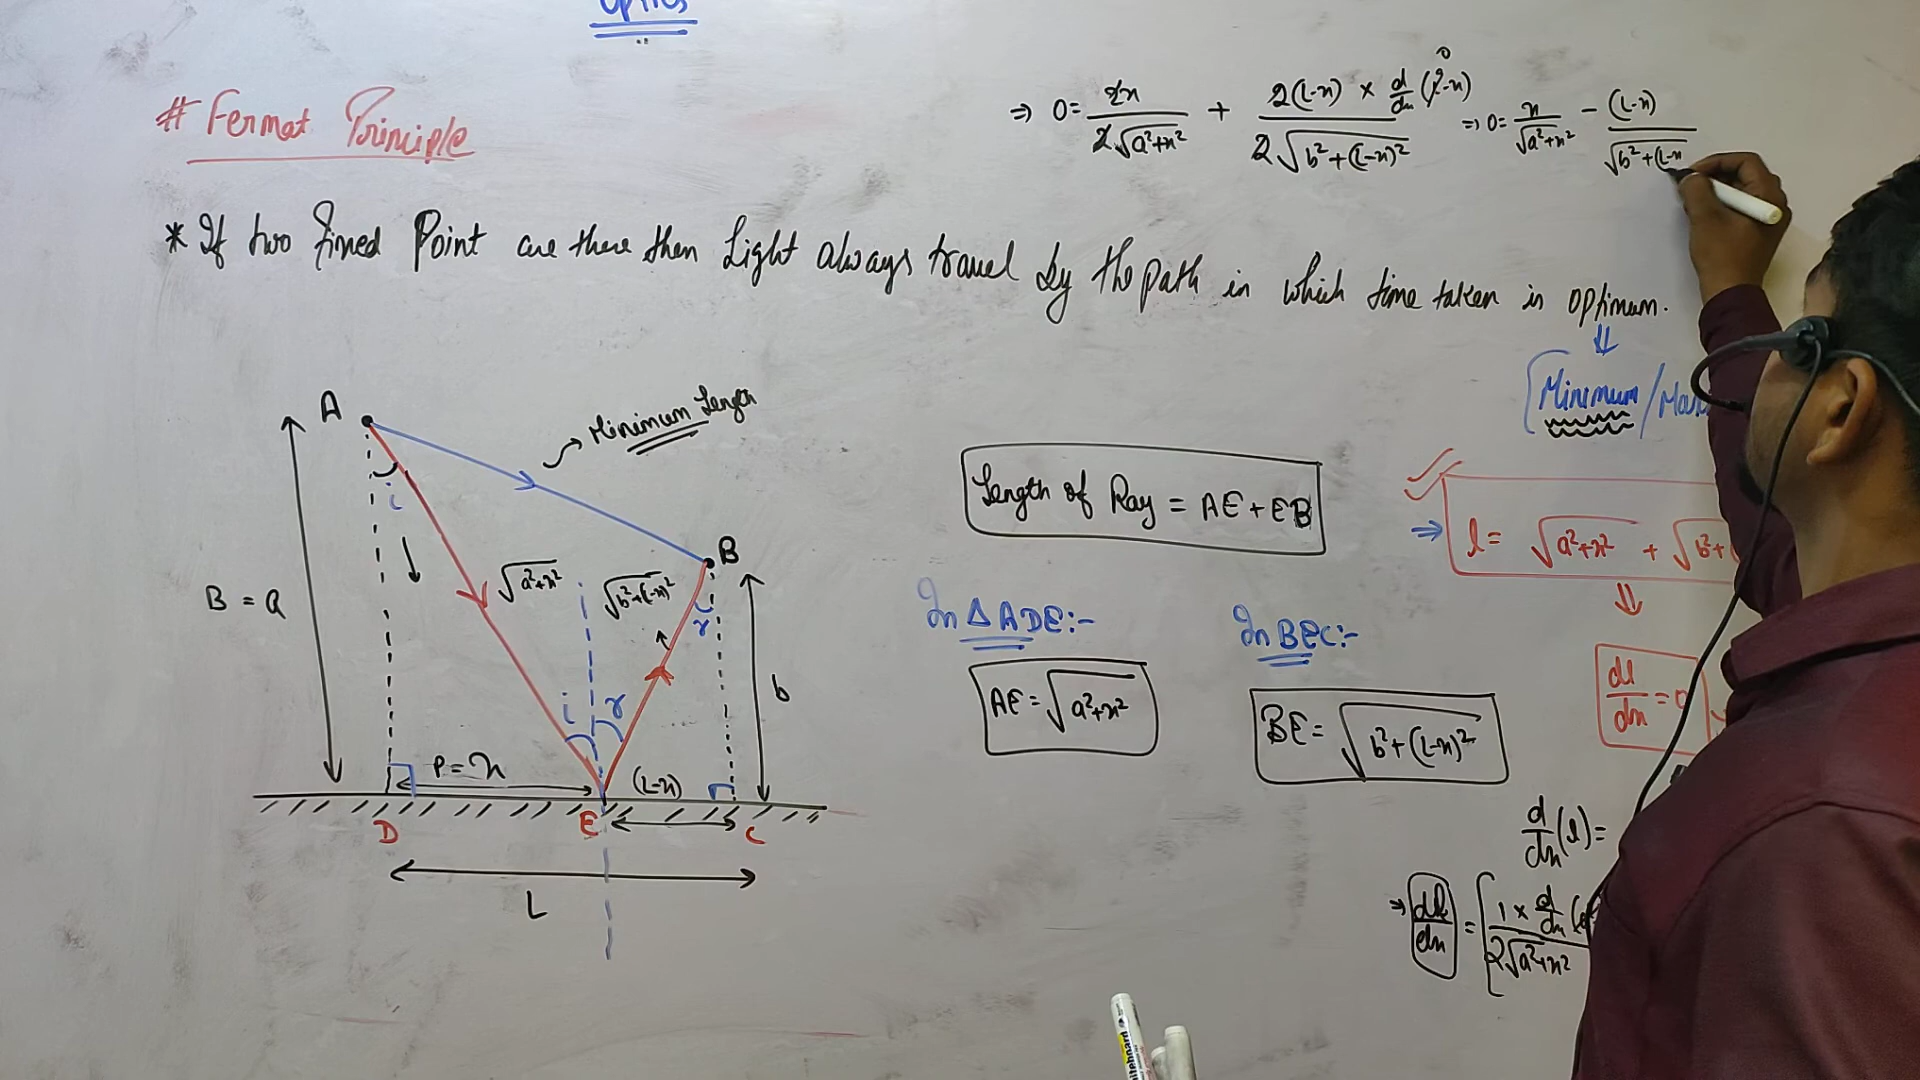 Optics
# Fermat Principle
⇒ 0 = 2x / 2√a²+x² + 2(L-x) × d/dx (L-x) / 2√b²+(L-x)² ⇒ 0 = x / √a²+x² - (L-x) / √b²+(L-x
0
* If two fixed Point are there then Light always travel by the path in which time taken is optimum.
⇓
Minimum /
A
Minimum Length
i
B
B = a
√a²+x²
√b²+(L-x)²
r
b
i
r
P = x
(L-x)
D
E
C
L
Length of Ray = AE + EB
⇒ l = √a²+x² + √b²+
⇓
In Δ ADE:-
In BEC:-
AE = √a²+x²
BE = √b²+(L-x)²
dl/dx = 0
d/dx (l) =
⇒ dl/dx = [ 1 × d/dx / 2√a²+x²